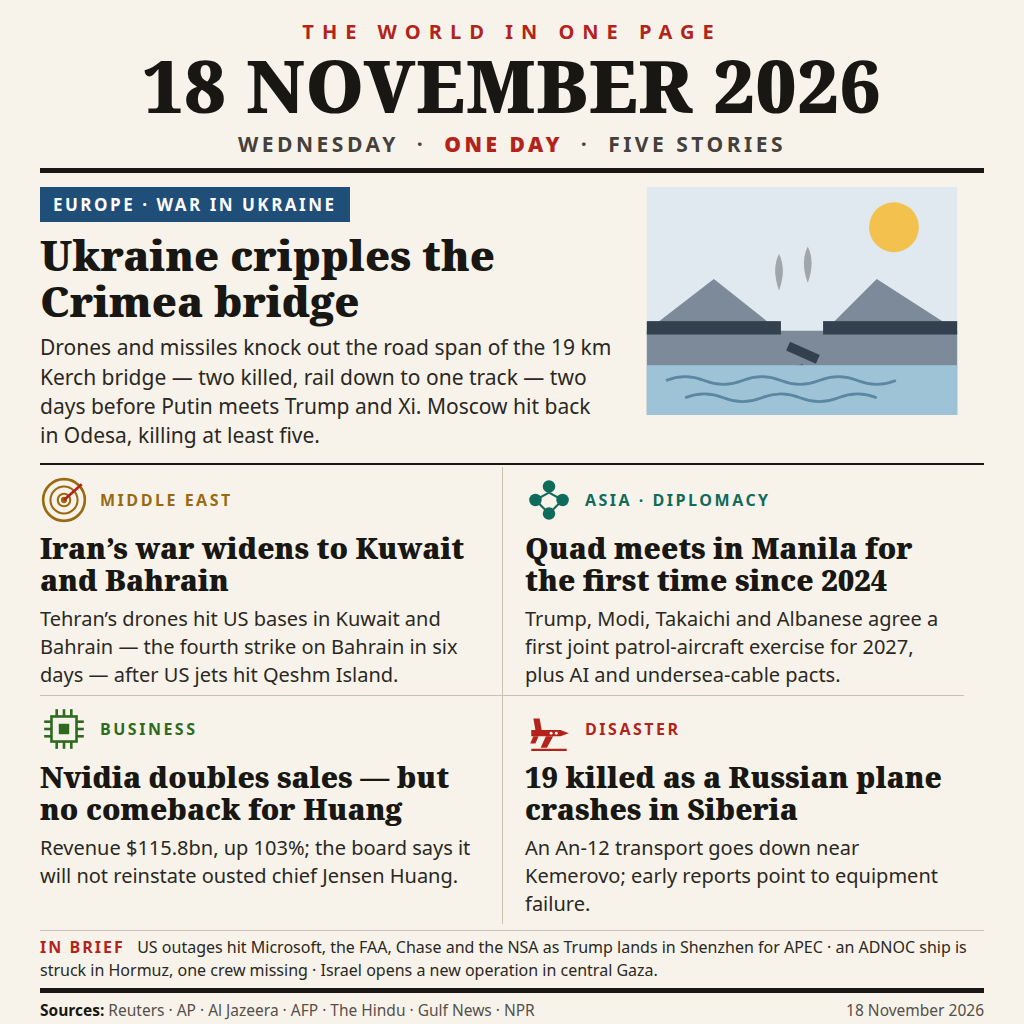 THE WORLD IN ONE PAGE
18 NOVEMBER 2026
WEDNESDAY · ONE DAY · FIVE STORIES
EUROPE · WAR IN UKRAINE
Ukraine cripples the
Crimea bridge
Drones and missiles knock out the road span of the 19 km
Kerch bridge — two killed, rail down to one track — two
days before Putin meets Trump and Xi. Moscow hit back
in Odesa, killing at least five.
MIDDLE EAST
Iran’s war widens to Kuwait
and Bahrain
Tehran’s drones hit US bases in Kuwait and
Bahrain — the fourth strike on Bahrain in six
days — after US jets hit Qeshm Island.
ASIA · DIPLOMACY
Quad meets in Manila for
the first time since 2024
Trump, Modi, Takaichi and Albanese agree a
first joint patrol-aircraft exercise for 2027,
plus AI and undersea-cable pacts.
BUSINESS
Nvidia doubles sales — but
no comeback for Huang
Revenue $115.8bn, up 103%; the board says it
will not reinstate ousted chief Jensen Huang.
DISASTER
19 killed as a Russian plane
crashes in Siberia
An An-12 transport goes down near
Kemerovo; early reports point to equipment
failure.
IN BRIEF US outages hit Microsoft, the FAA, Chase and the NSA as Trump lands in Shenzhen for APEC · an ADNOC ship is
struck in Hormuz, one crew missing · Israel opens a new operation in central Gaza.
Sources: Reuters · AP · Al Jazeera · AFP · The Hindu · Gulf News · NPR
18 November 2026